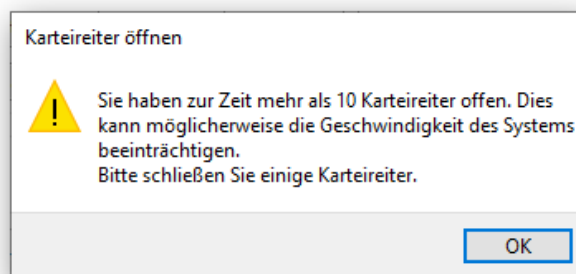 Karteireiter öffnen
Sie haben zur Zeit mehr als 10 Karteireiter offen. Dies
kann möglicherweise die Geschwindigkeit des Systems
beeinträchtigen.
Bitte schließen Sie einige Karteireiter.
OK